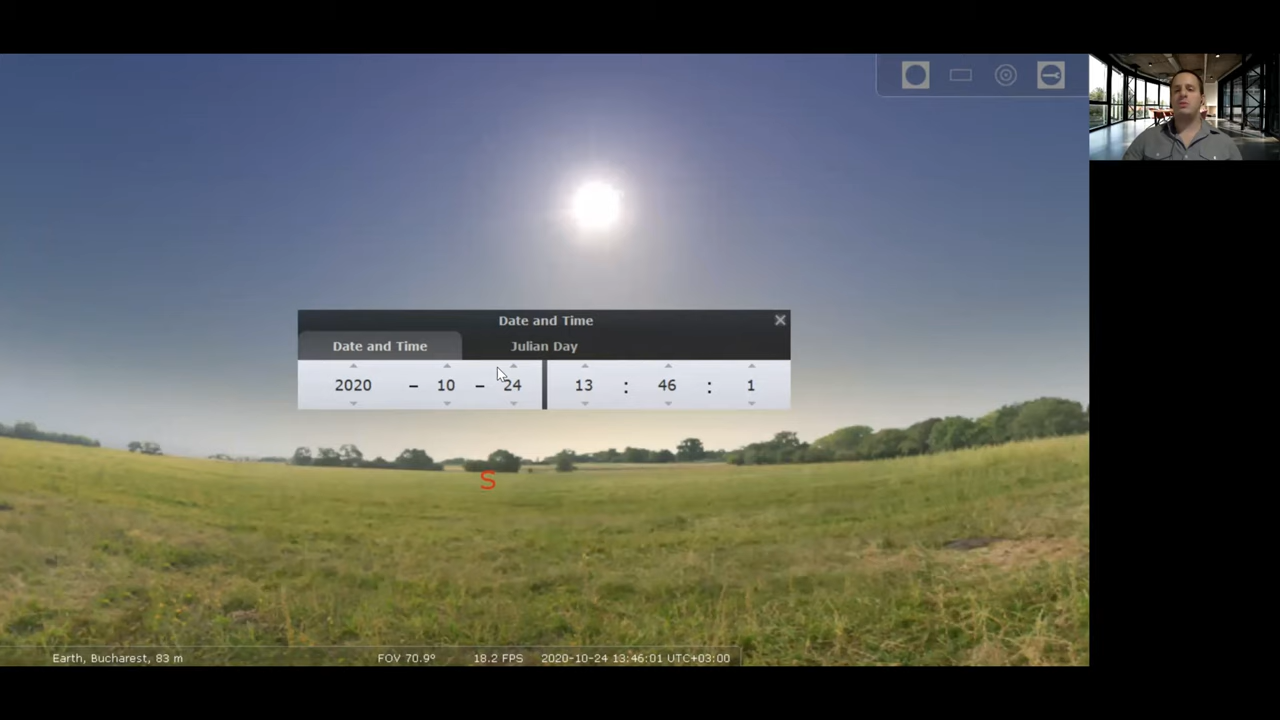 Date and Time
Date and Time Julian Day
2020 – 10 – 24 13 : 46 : 1
S
Earth, Bucharest, 83 m FOV 70.9° 18.2 FPS 2020-10-24 13:46:01 UTC+03:00